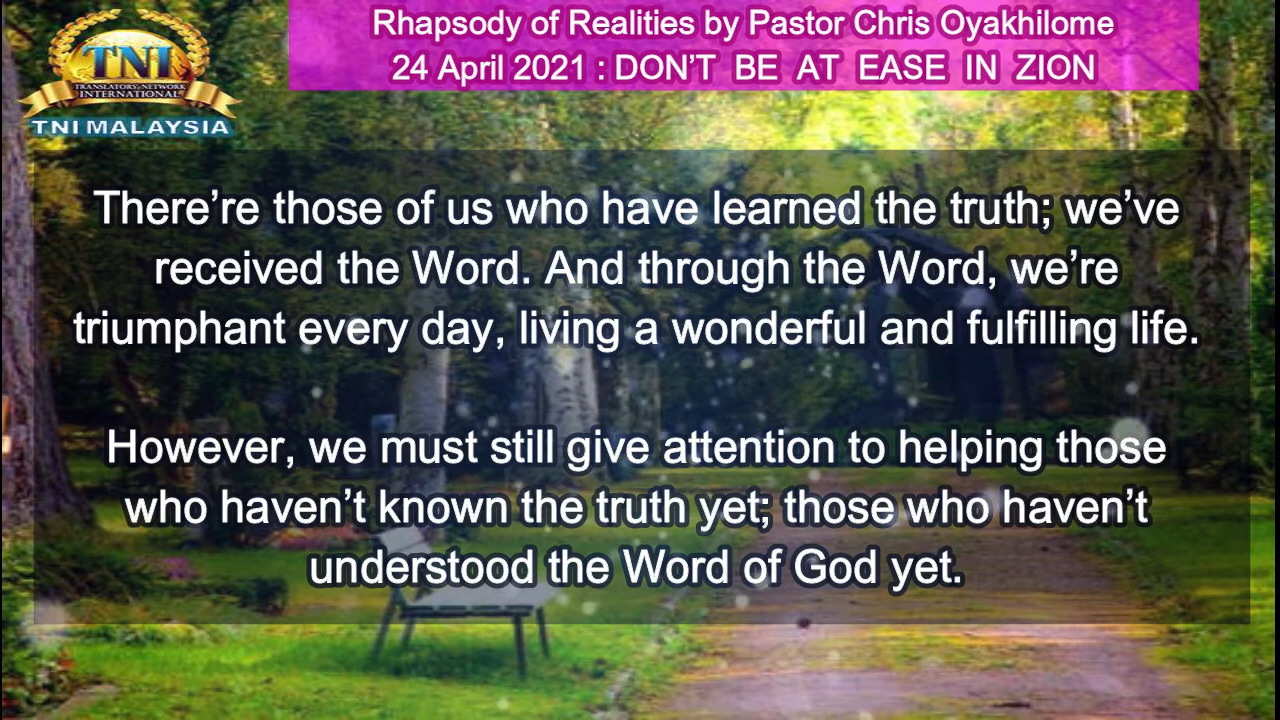 Rhapsody of Realities by Pastor Chris Oyakhilome
24 April 2021 : DON’T BE AT EASE IN ZION
TNI
TRANSLATORS' NETWORK
INTERNATIONAL
TNI MALAYSIA
There’re those of us who have learned the truth; we’ve
received the Word. And through the Word, we’re
triumphant every day, living a wonderful and fulfilling life.
However, we must still give attention to helping those
who haven’t known the truth yet; those who haven’t
understood the Word of God yet.